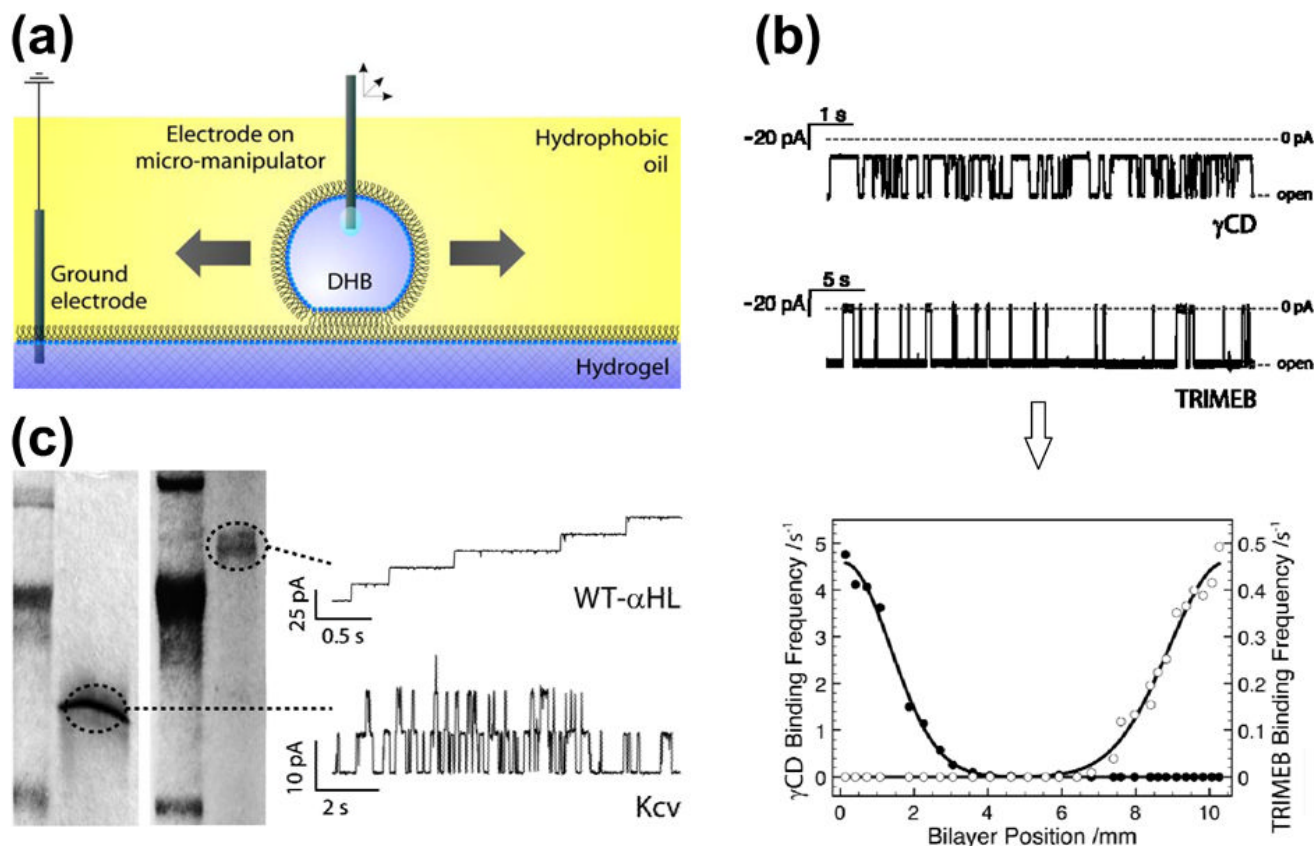 (a)
Electrode on
micro-manipulator
Hydrophobic
oil
Ground
electrode
DHB
Hydrogel
(b)
1 s
-20 pA
0 pA
open
γCD
5 s
-20 pA
0 pA
open
TRIMEB
γCD Binding Frequency /s⁻¹
5
4
3
2
1
0
0.5
0.4
0.3
0.2
0.1
0
TRIMEB Binding Frequency /s⁻¹
0 2 4 6 8 10
Bilayer Position /mm
(c)
25 pA
0.5 s
WT-αHL
10 pA
2 s
Kcv